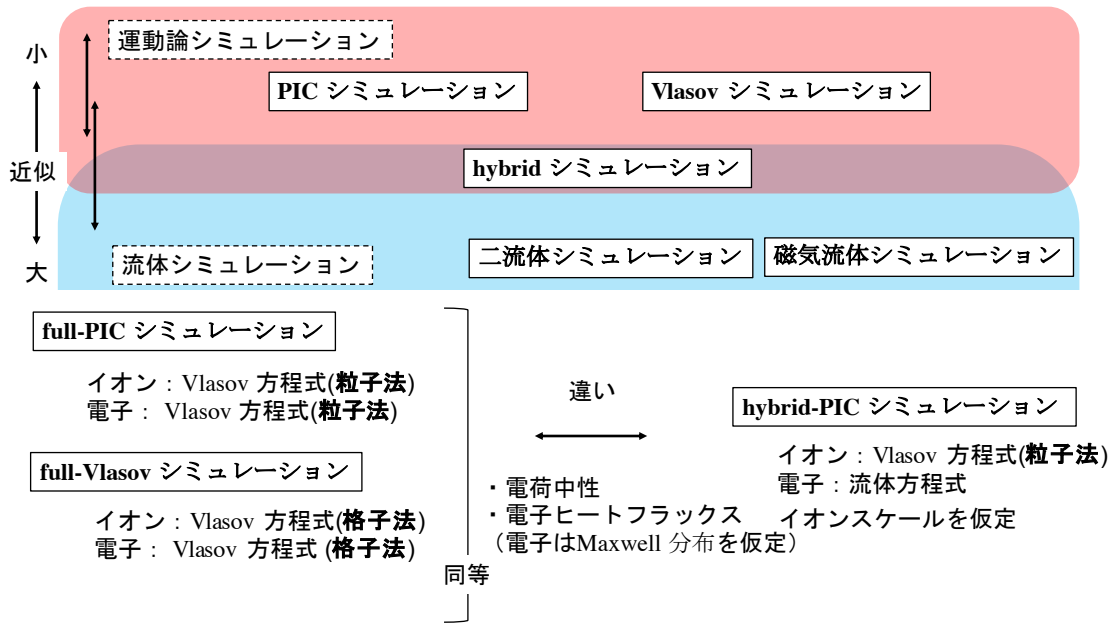 小
近似
大
運動論シミュレーション
PIC シミュレーション
Vlasov シミュレーション
hybrid シミュレーション
流体シミュレーション
二流体シミュレーション
磁気流体シミュレーション
full-PIC シミュレーション
イオン : Vlasov 方程式(粒子法)
電子 : Vlasov 方程式(粒子法)
full-Vlasov シミュレーション
イオン : Vlasov 方程式(格子法)
電子 : Vlasov 方程式 (格子法)
同等
違い
・電荷中性
・電子ヒートフラックス
（電子はMaxwell 分布を仮定）
hybrid-PIC シミュレーション
イオン : Vlasov 方程式(粒子法)
電子 : 流体方程式
イオンスケールを仮定